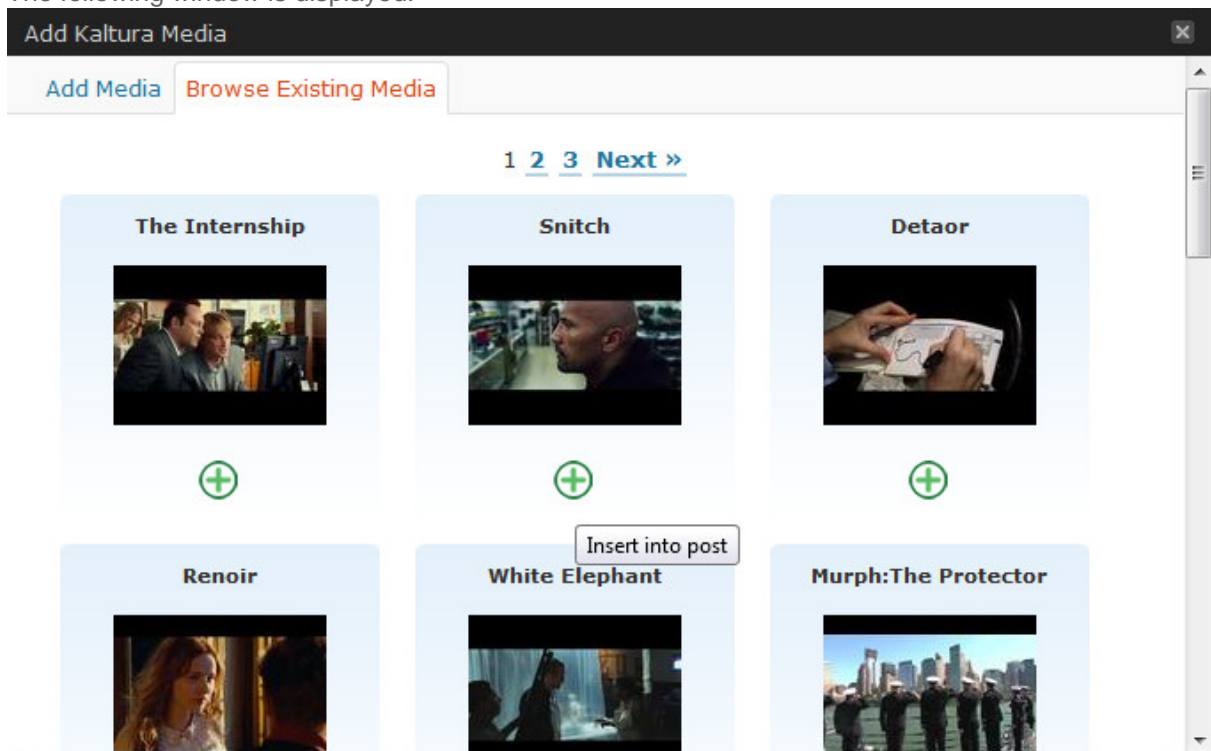 The following window is displayed:
Add Kaltura Media
Add Media Browse Existing Media
1 2 3 Next »
The Internship Snitch Detaor
Insert into post
Renoir White Elephant Murph:The Protector